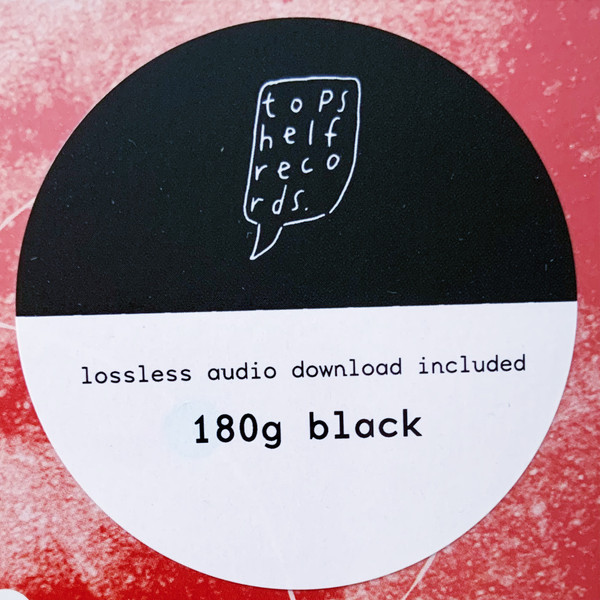 tops
helf
reco
rds.
lossless audio download included
180g black